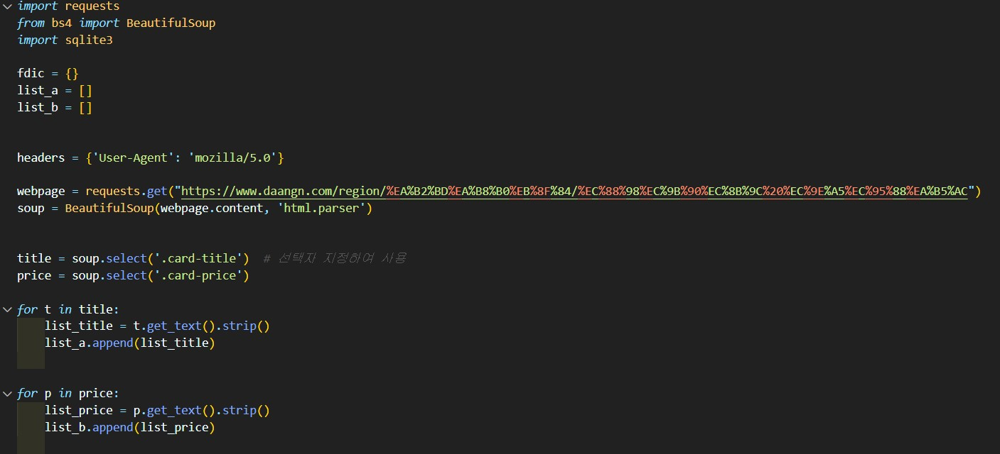 import requests
from bs4 import BeautifulSoup
import sqlite3
fdic = {}
list_a = []
list_b = []
headers = {'User-Agent': 'mozilla/5.0'}
webpage = requests.get("https://www.daangn.com/region/%EA%B2%BD%EA%B8%B0%EB%8F%84/%EC%88%98%EC%9B%90%EC%8B%9C%20%EC%9E%A5%EC%95%88%EA%B5%AC")
soup = BeautifulSoup(webpage.content, 'html.parser')
title = soup.select('.card-title')  # 선택자 지정하여 사용
price = soup.select('.card-price')
for t in title:
    list_title = t.get_text().strip()
    list_a.append(list_title)
for p in price:
    list_price = p.get_text().strip()
    list_b.append(list_price)